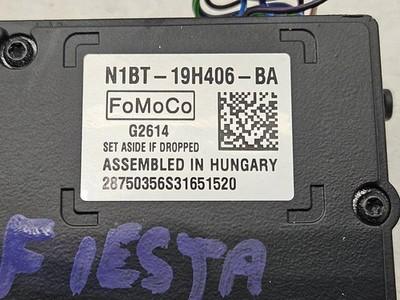 N1BT-19H406-BA
FoMoCo
G2614
SET ASIDE IF DROPPED
ASSEMBLED IN HUNGARY
28750356S31651520
FIESTA